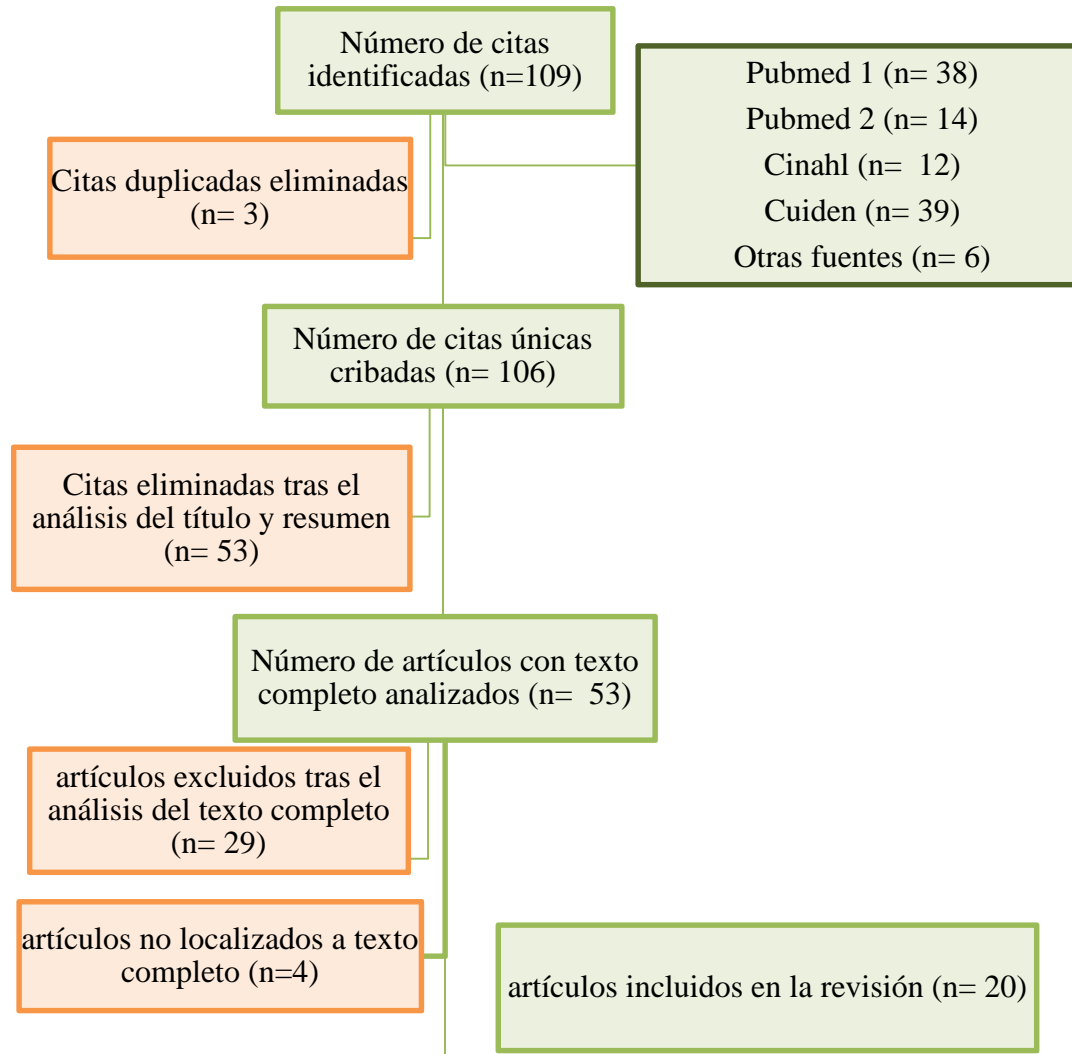 Número de citas
identificadas (n=109)
Pubmed 1 (n= 38)
Pubmed 2 (n= 14)
Cinahl (n=  12)
Cuiden (n= 39)
Otras fuentes (n= 6)
Citas duplicadas eliminadas
(n= 3)
Número de citas únicas
cribadas (n= 106)
Citas eliminadas tras el
análisis del título y resumen
(n= 53)
Número de artículos con texto
completo analizados (n=  53)
artículos excluidos tras el
análisis del texto completo
(n= 29)
artículos no localizados a texto
completo (n=4)
artículos incluidos en la revisión (n= 20)